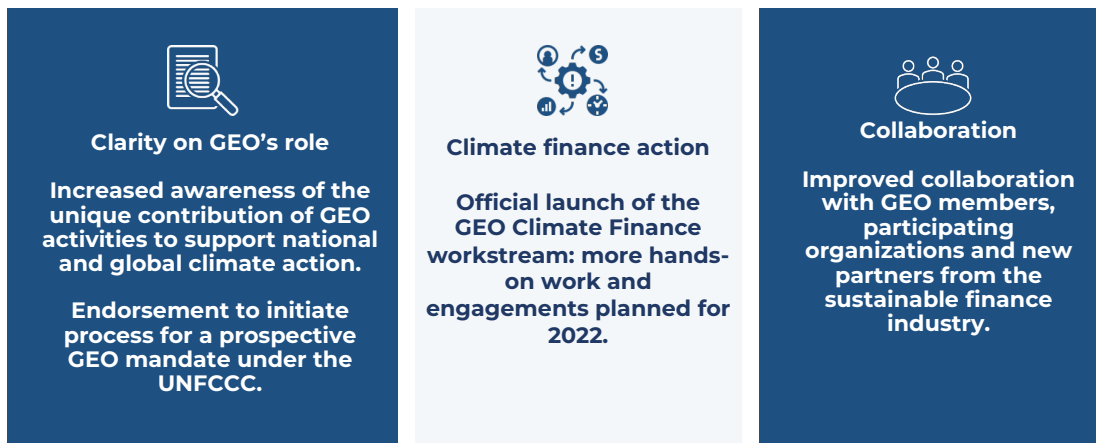 Clarity on GEO's role
Increased awareness of the
unique contribution of GEO
activities to support national
and global climate action.
Endorsement to initiate
process for a prospective
GEO mandate under the
UNFCCC.
Climate finance action
Official launch of the
GEO Climate Finance
workstream: more hands-
on work and
engagements planned for
2022.
Collaboration
Improved collaboration
with GEO members,
participating
organizations and new
partners from the
sustainable finance
industry.